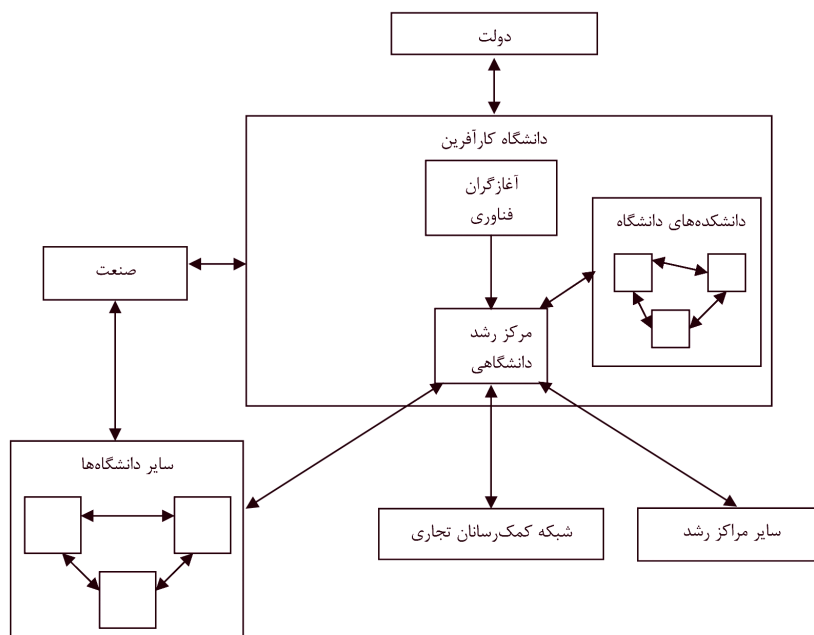 دولت
دانشگاه کارآفرین
آغازگران
فناوری
دانشکده‌های دانشگاه
صنعت
مرکز رشد
دانشگاهی
سایر دانشگاه‌ها
شبکه کمک‌رسانان تجاری
سایر مراکز رشد